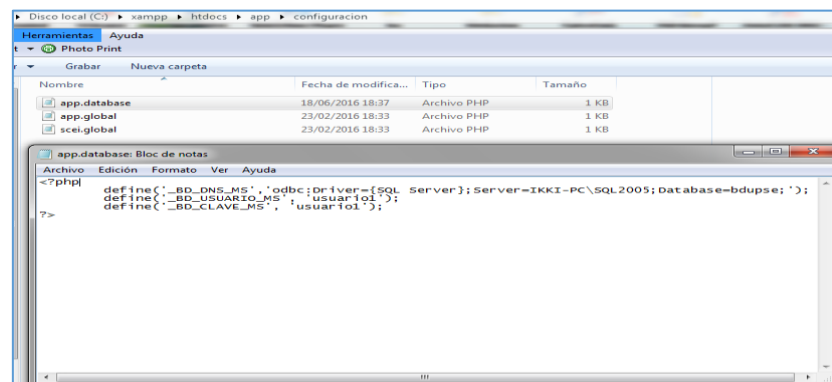 Disco local (C:) ▸ xampp ▸ htdocs ▸ app ▸ configuracion
Herramientas Ayuda
Photo Print
Grabar Nueva carpeta
Nombre Fecha de modifica... Tipo Tamaño
app.database 18/06/2016 18:37 Archivo PHP 1 KB
app.global 23/02/2016 18:33 Archivo PHP 1 KB
scei.global 23/02/2016 18:33 Archivo PHP 1 KB
app.database: Bloc de notas
Archivo Edición Formato Ver Ayuda
<?php
define('_BD_DNS_MS','odbc:Driver={SQL Server};Server=IKKI-PC\SQL2005;Database=bdupse;');
define('_BD_USUARIO_MS', 'usuario1');
define('_BD_CLAVE_MS', 'usuario1');
?>